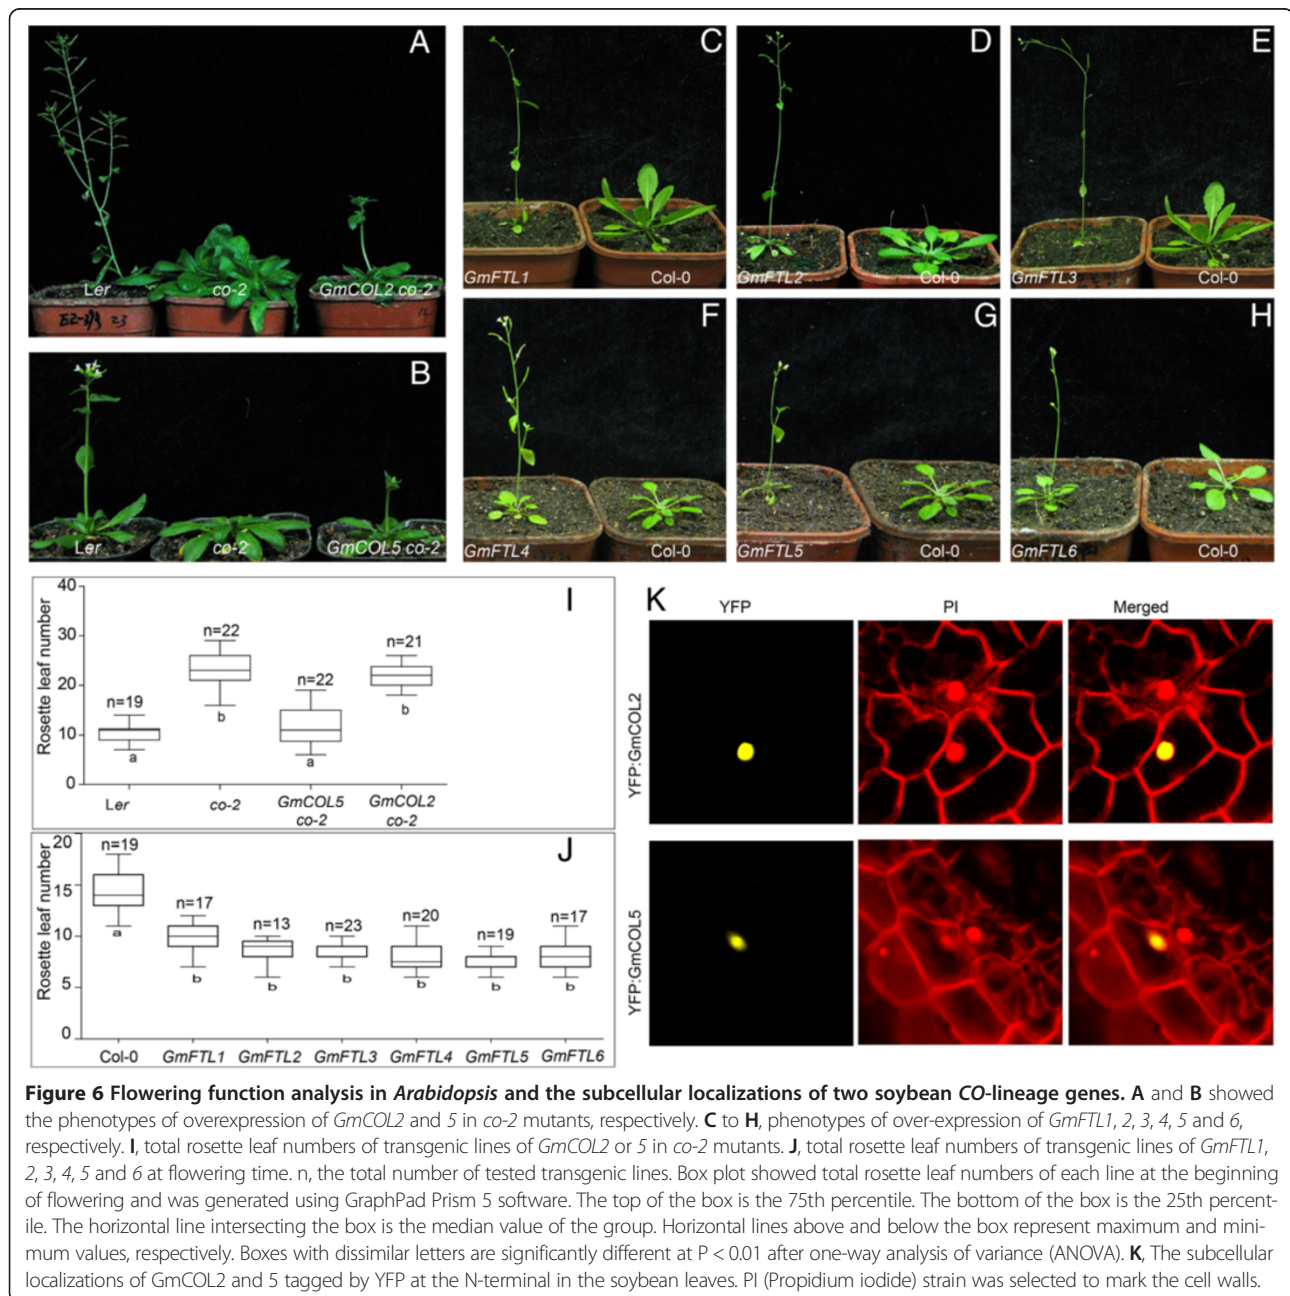 A
Ler
co-2
GmCOL2 co-2
B
Ler
co-2
GmCOL5 co-2
C
GmFTL1
Col-0
D
GmFTL2
Col-0
E
GmFTL3
Col-0
F
GmFTL4
Col-0
G
GmFTL5
Col-0
H
GmFTL6
Col-0
I
Rosette leaf number
40
30
20
10
0
n=19
n=22
n=22
n=21
a
b
a
b
Ler
co-2
GmCOL5
co-2
GmCOL2
co-2
J
Rosette leaf number
20
15
10
5
0
n=19
n=17
n=13
n=23
n=20
n=19
n=17
a
b
b
b
b
b
b
Col-0 GmFTL1 GmFTL2 GmFTL3 GmFTL4 GmFTL5 GmFTL6
K
YFP PI Merged
YFP:GmCOL2
YFP:GmCOL5
Figure 6 Flowering function analysis in Arabidopsis and the subcellular localizations of two soybean CO-lineage genes. A and B showed
the phenotypes of overexpression of GmCOL2 and 5 in co-2 mutants, respectively. C to H, phenotypes of over-expression of GmFTL1, 2, 3, 4, 5 and 6,
respectively. I, total rosette leaf numbers of transgenic lines of GmCOL2 or 5 in co-2 mutants. J, total rosette leaf numbers of transgenic lines of GmFTL1,
2, 3, 4, 5 and 6 at flowering time. n, the total number of tested transgenic lines. Box plot showed total rosette leaf numbers of each line at the beginning
of flowering and was generated using GraphPad Prism 5 software. The top of the box is the 75th percentile. The bottom of the box is the 25th percent-
ile. The horizontal line intersecting the box is the median value of the group. Horizontal lines above and below the box represent maximum and mini-
mum values, respectively. Boxes with dissimilar letters are significantly different at P < 0.01 after one-way analysis of variance (ANOVA). K, The subcellular
localizations of GmCOL2 and 5 tagged by YFP at the N-terminal in the soybean leaves. PI (Propidium iodide) strain was selected to mark the cell walls.